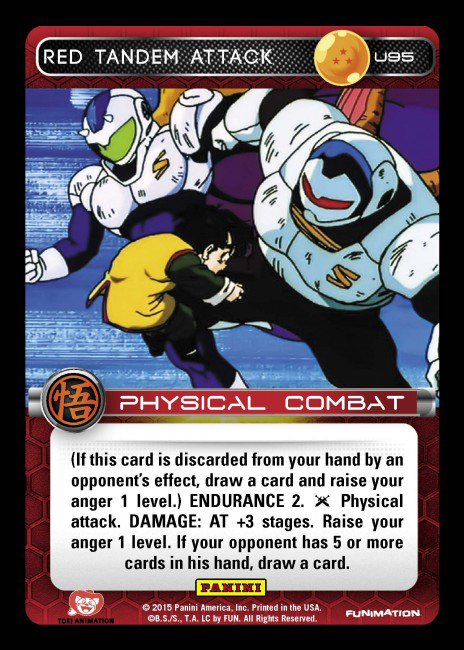 RED TANDEM ATTACK
U95
悟
PHYSICAL COMBAT
(If this card is discarded from your hand by an
opponent's effect, draw a card and raise your
anger 1 level.) ENDURANCE 2. Physical
attack. DAMAGE: AT +3 stages. Raise your
anger 1 level. If your opponent has 5 or more
cards in his hand, draw a card.
PANINI
TOEI ANIMATION
© 2015 Panini America, Inc. Printed in the USA.
©B.S./S., T.A. LC by FUN. All Rights Reserved.
FUNIMATION